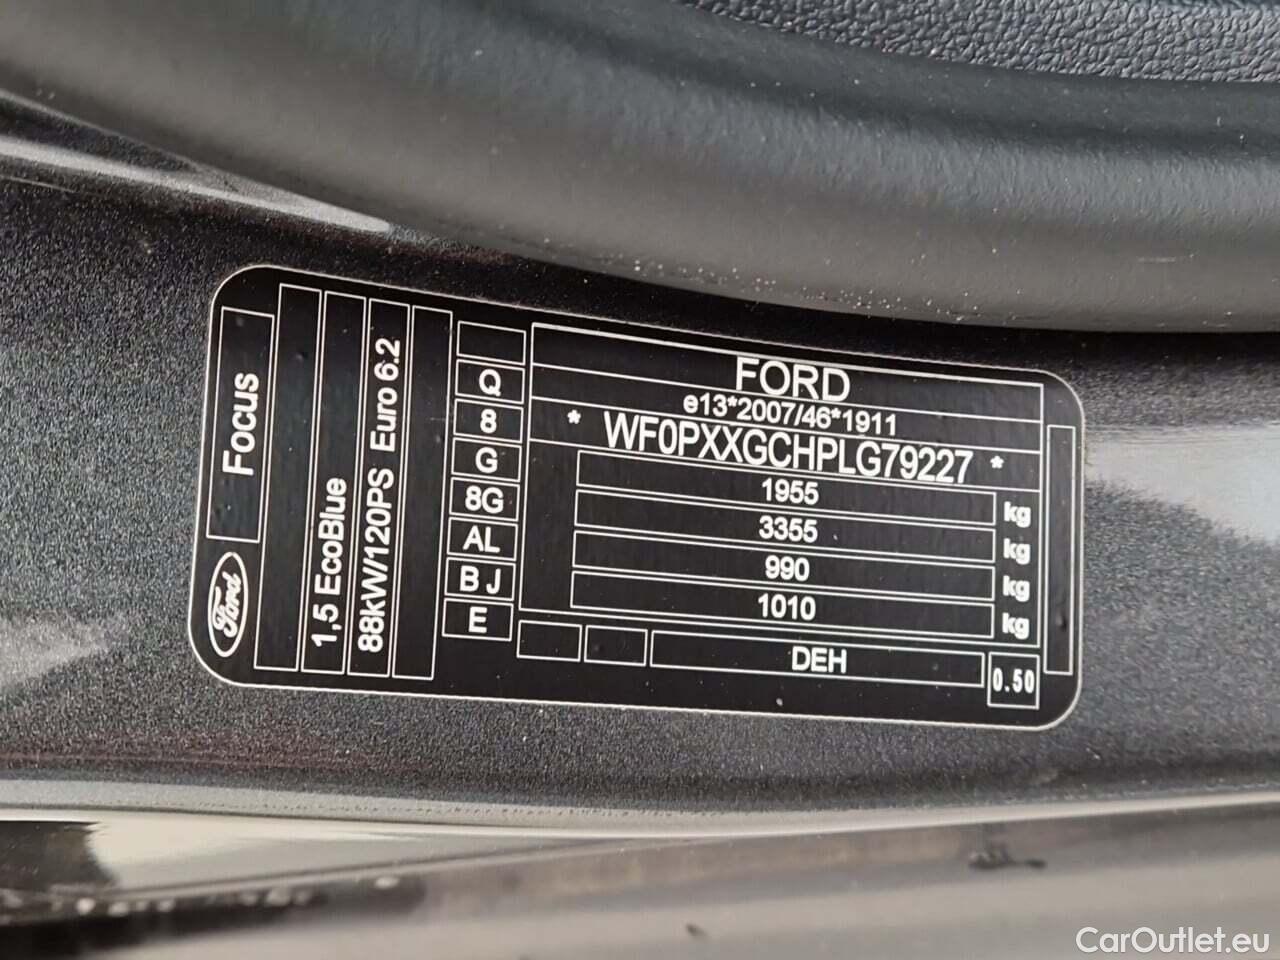 FORD
e13*2007/46*1911
* WF0PXXGCHPLG79227 *
1955 kg
3355 kg
990 kg
1010 kg
DEH
0.50
Q
8
G
8G
AL
B J
E
Focus
Ford
1,5 EcoBlue
88kW/120PS Euro 6.2
CarOutlet.eu